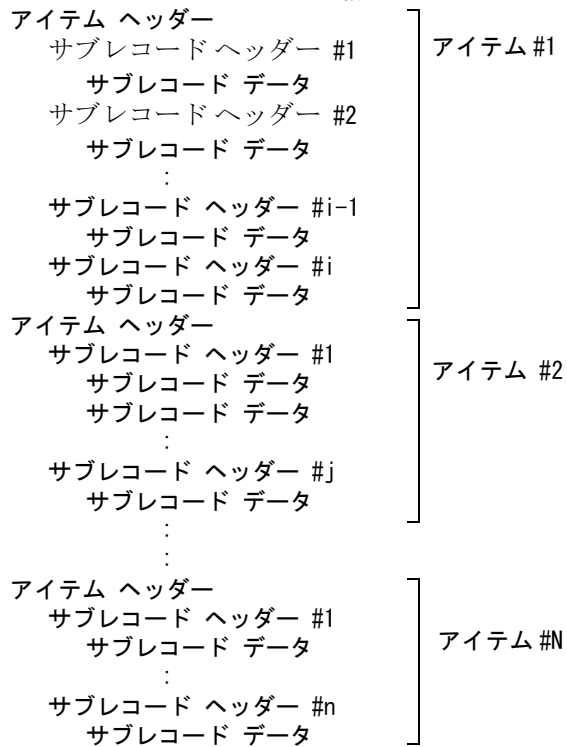 アイテム ヘッダー
サブレコード ヘッダー #1
アイテム #1
サブレコード データ
サブレコード ヘッダー #2
サブレコード データ
:
サブレコード ヘッダー #i-1
サブレコード データ
サブレコード ヘッダー #i
サブレコード データ
アイテム ヘッダー
サブレコード ヘッダー #1
アイテム #2
サブレコード データ
サブレコード データ
:
サブレコード ヘッダー #j
サブレコード データ
:
:
アイテム ヘッダー
サブレコード ヘッダー #1
サブレコード データ
アイテム #N
:
サブレコード ヘッダー #n
サブレコード データ